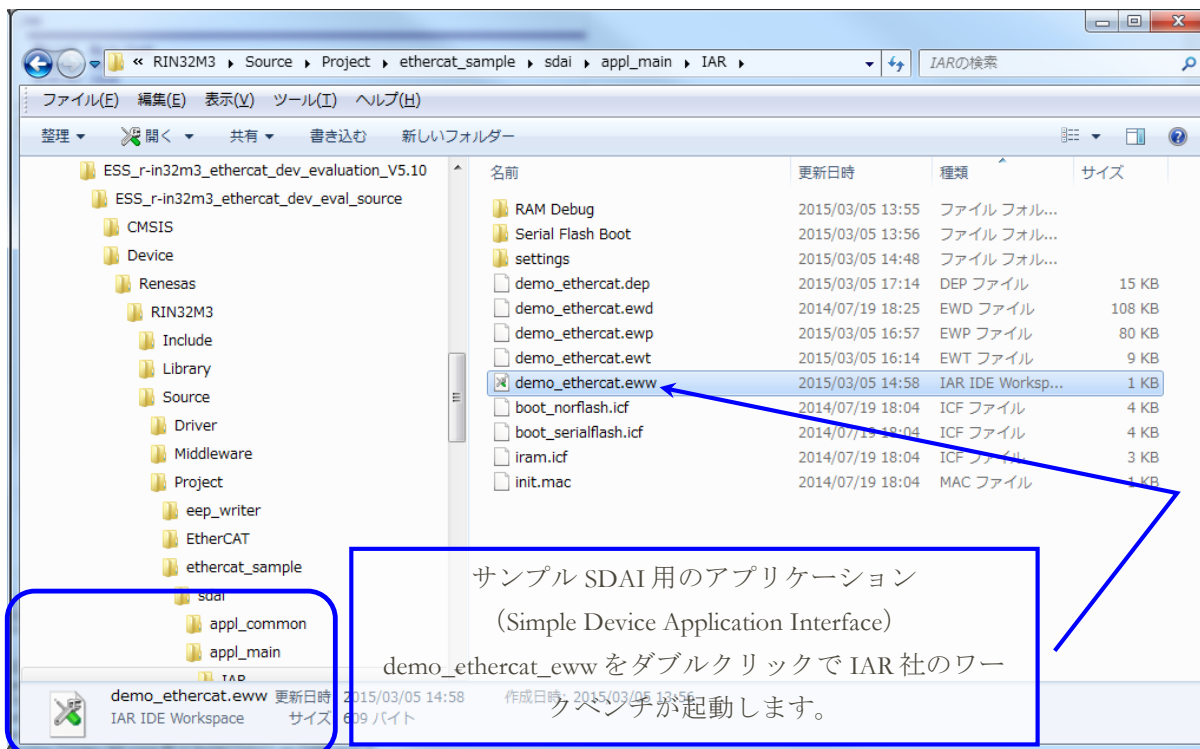 « RIN32M3 ▸ Source ▸ Project ▸ ethercat_sample ▸ sdai ▸ appl_main ▸ IAR ▸
IARの検索
ファイル(F) 編集(E) 表示(V) ツール(T) ヘルプ(H)
整理 ▼ 開く ▼ 共有 ▼ 書き込む 新しいフォルダー
ESS_r-in32m3_ethercat_dev_evaluation_V5.10
ESS_r-in32m3_ethercat_dev_eval_source
CMSIS
Device
Renesas
RIN32M3
Include
Library
Source
Driver
Middleware
Project
eep_writer
EtherCAT
ethercat_sample
sdai
appl_common
appl_main
IAR
名前 更新日時 種類 サイズ
RAM Debug 2015/03/05 13:55 ファイル フォル...
Serial Flash Boot 2015/03/05 13:56 ファイル フォル...
settings 2015/03/05 14:48 ファイル フォル...
demo_ethercat.dep 2015/03/05 17:14 DEP ファイル 15 KB
demo_ethercat.ewd 2014/07/19 18:25 EWD ファイル 108 KB
demo_ethercat.ewp 2015/03/05 16:57 EWP ファイル 80 KB
demo_ethercat.ewt 2015/03/05 16:14 EWT ファイル 9 KB
demo_ethercat.eww 2015/03/05 14:58 IAR IDE Worksp... 1 KB
boot_norflash.icf 2014/07/19 18:04 ICF ファイル 4 KB
boot_serialflash.icf 2014/07/19 18:04 ICF ファイル 4 KB
iram.icf 2014/07/19 18:04 ICF ファイル 3 KB
init.mac 2014/07/19 18:04 MAC ファイル 1 KB
サンプル SDAI 用のアプリケーション
（Simple Device Application Interface）
demo_ethercat_eww をダブルクリックで IAR 社のワー
クベンチが起動します。
demo_ethercat.eww 更新日時: 2015/03/05 14:58 作成日時: 2015/03/05 13:56
IAR IDE Workspace サイズ: 609 バイト